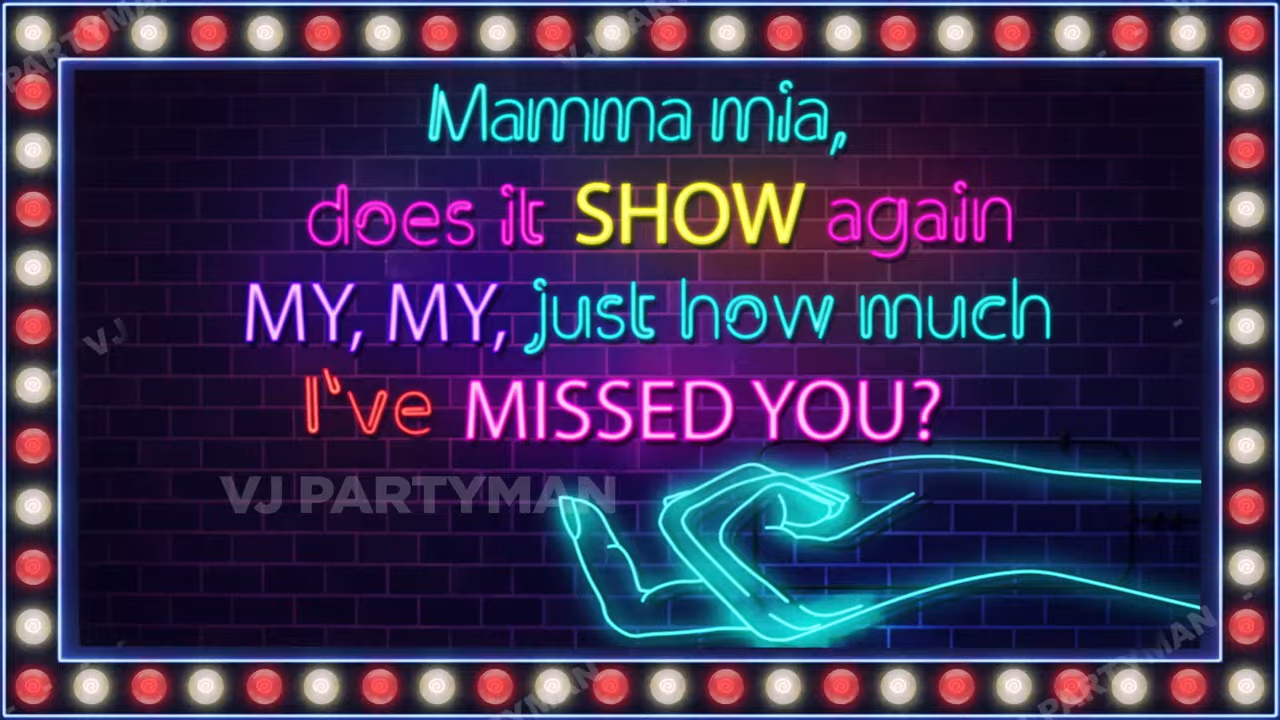 Mamma mia,
does it SHOW again
MY, MY, just how much
I've MISSED YOU?
VJ PARTYMAN